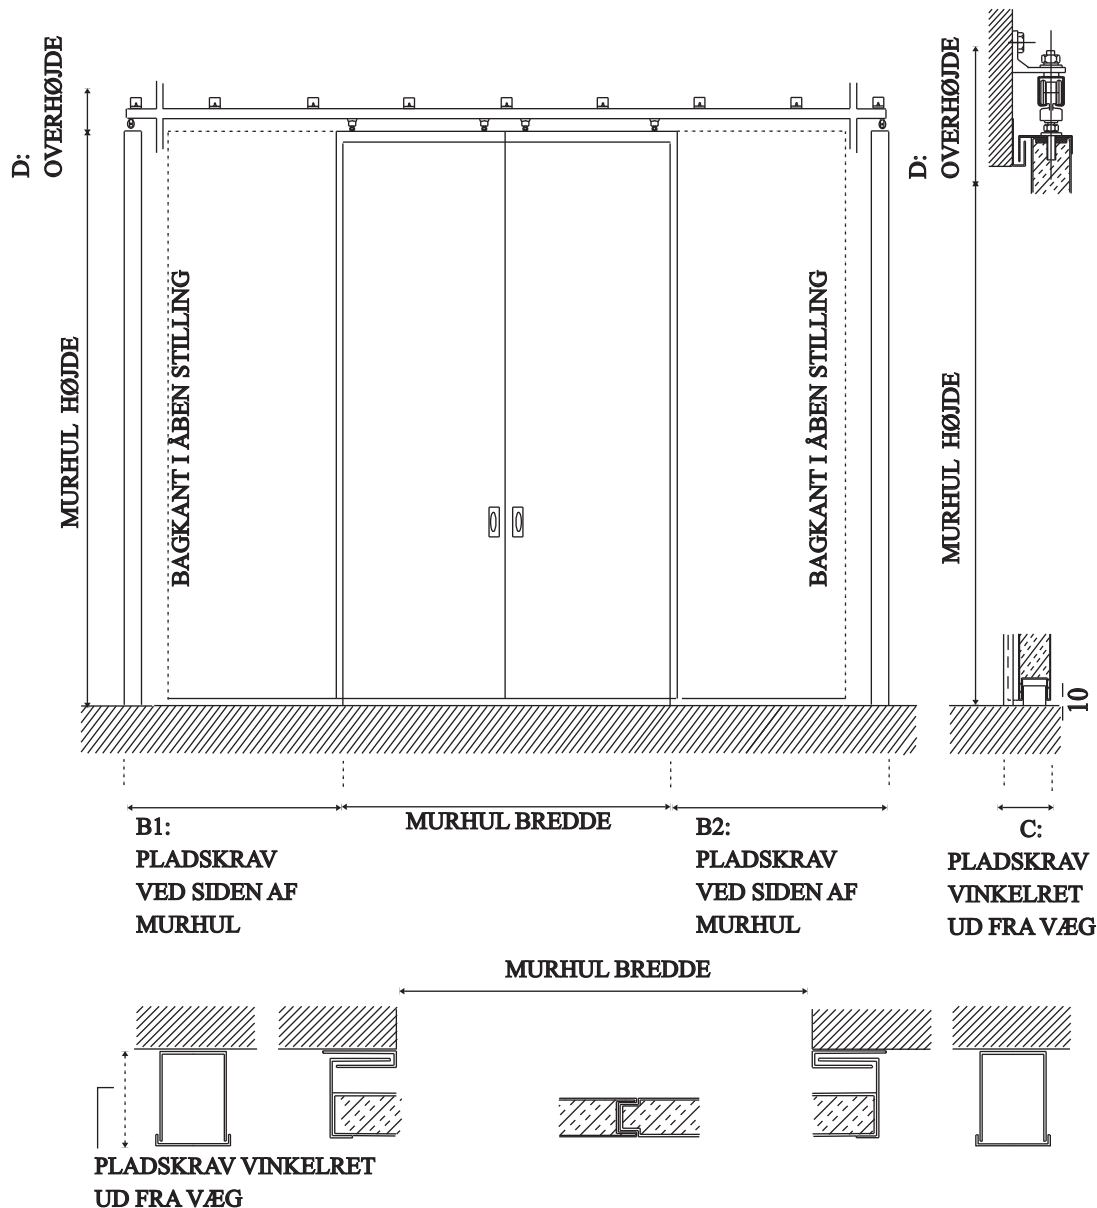 D:
OVERHØJDE
D:
OVERHØJDE
MURHUL HØJDE
BAGKANT I ÅBEN STILLING
BAGKANT I ÅBEN STILLING
MURHUL HØJDE
10
B1:
PLADSKRAV
VED SIDEN AF
MURHUL
MURHUL BREDDE
B2:
PLADSKRAV
VED SIDEN AF
MURHUL
C:
PLADSKRAV
VINKELRET
UD FRA VÆG
MURHUL BREDDE
PLADSKRAV VINKELRET
UD FRA VÆG